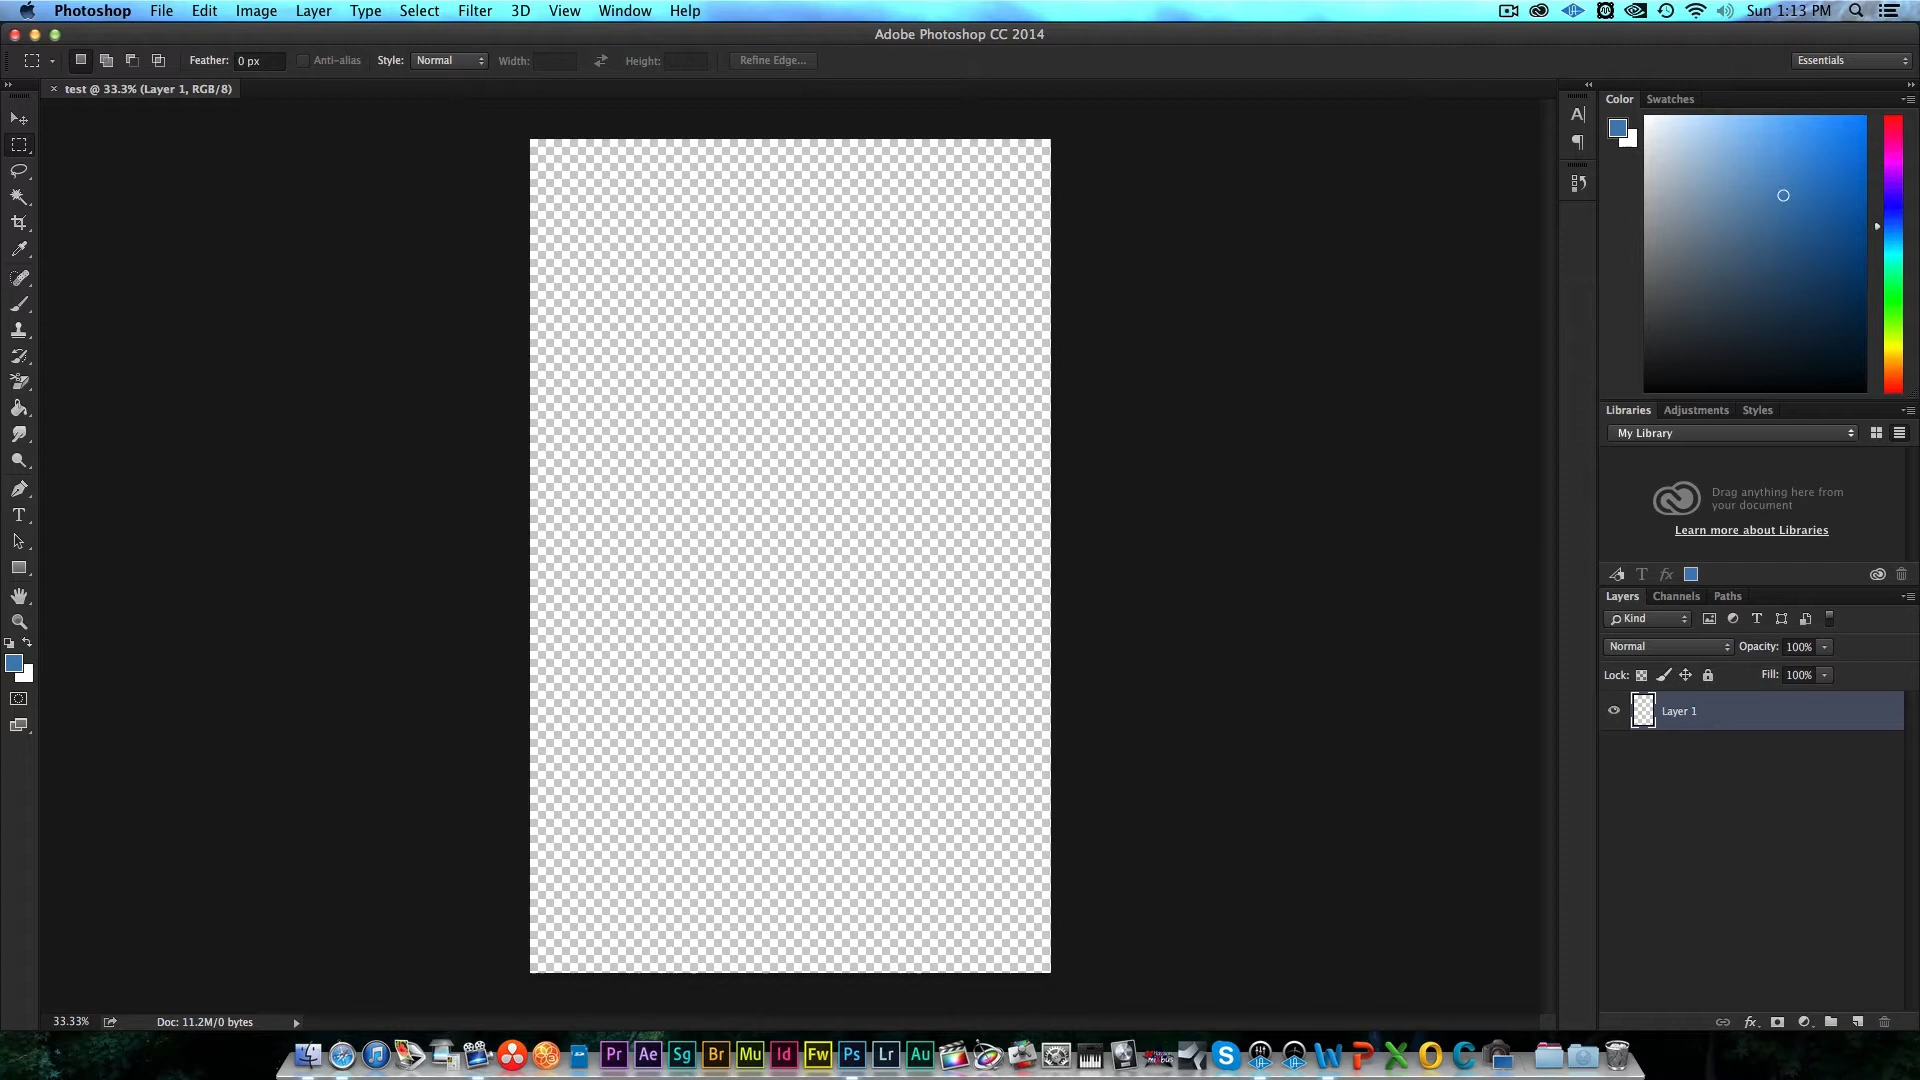 Photoshop File Edit Image Layer Type Select Filter 3D View Window Help Sun 1:13 PM
Adobe Photoshop CC 2014
Feather: 0 px Anti-alias Style: Normal Width: Height: Refine Edge... Essentials
× test @ 33.3% (Layer 1, RGB/8)
Color Swatches
A
Libraries Adjustments Styles
My Library
Drag anything here from
your document
Learn more about Libraries
T fx
Layers Channels Paths
Kind T
Normal Opacity: 100%
Lock: Fill: 100%
Layer 1
T
33.33% Doc: 11.2M/0 bytes fx
Pr Ae Sg Br Mu Id Fw Ps Lr Au S W P X O C